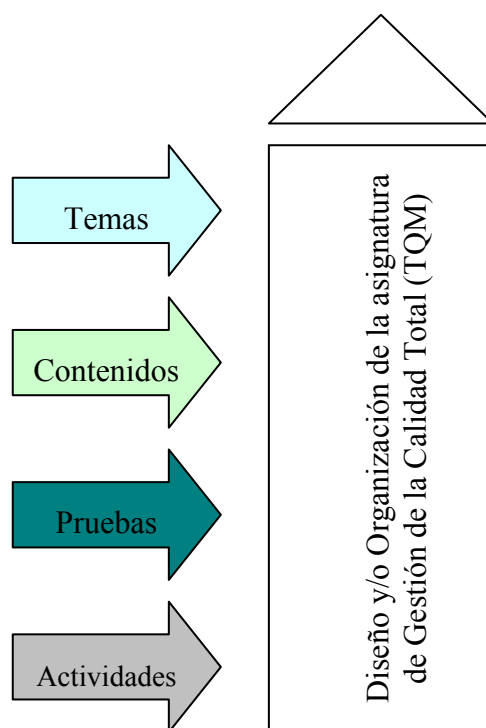 Temas
Contenidos
Pruebas
Actividades
Diseño y/o Organización de la asignatura
de Gestión de la Calidad Total (TQM)